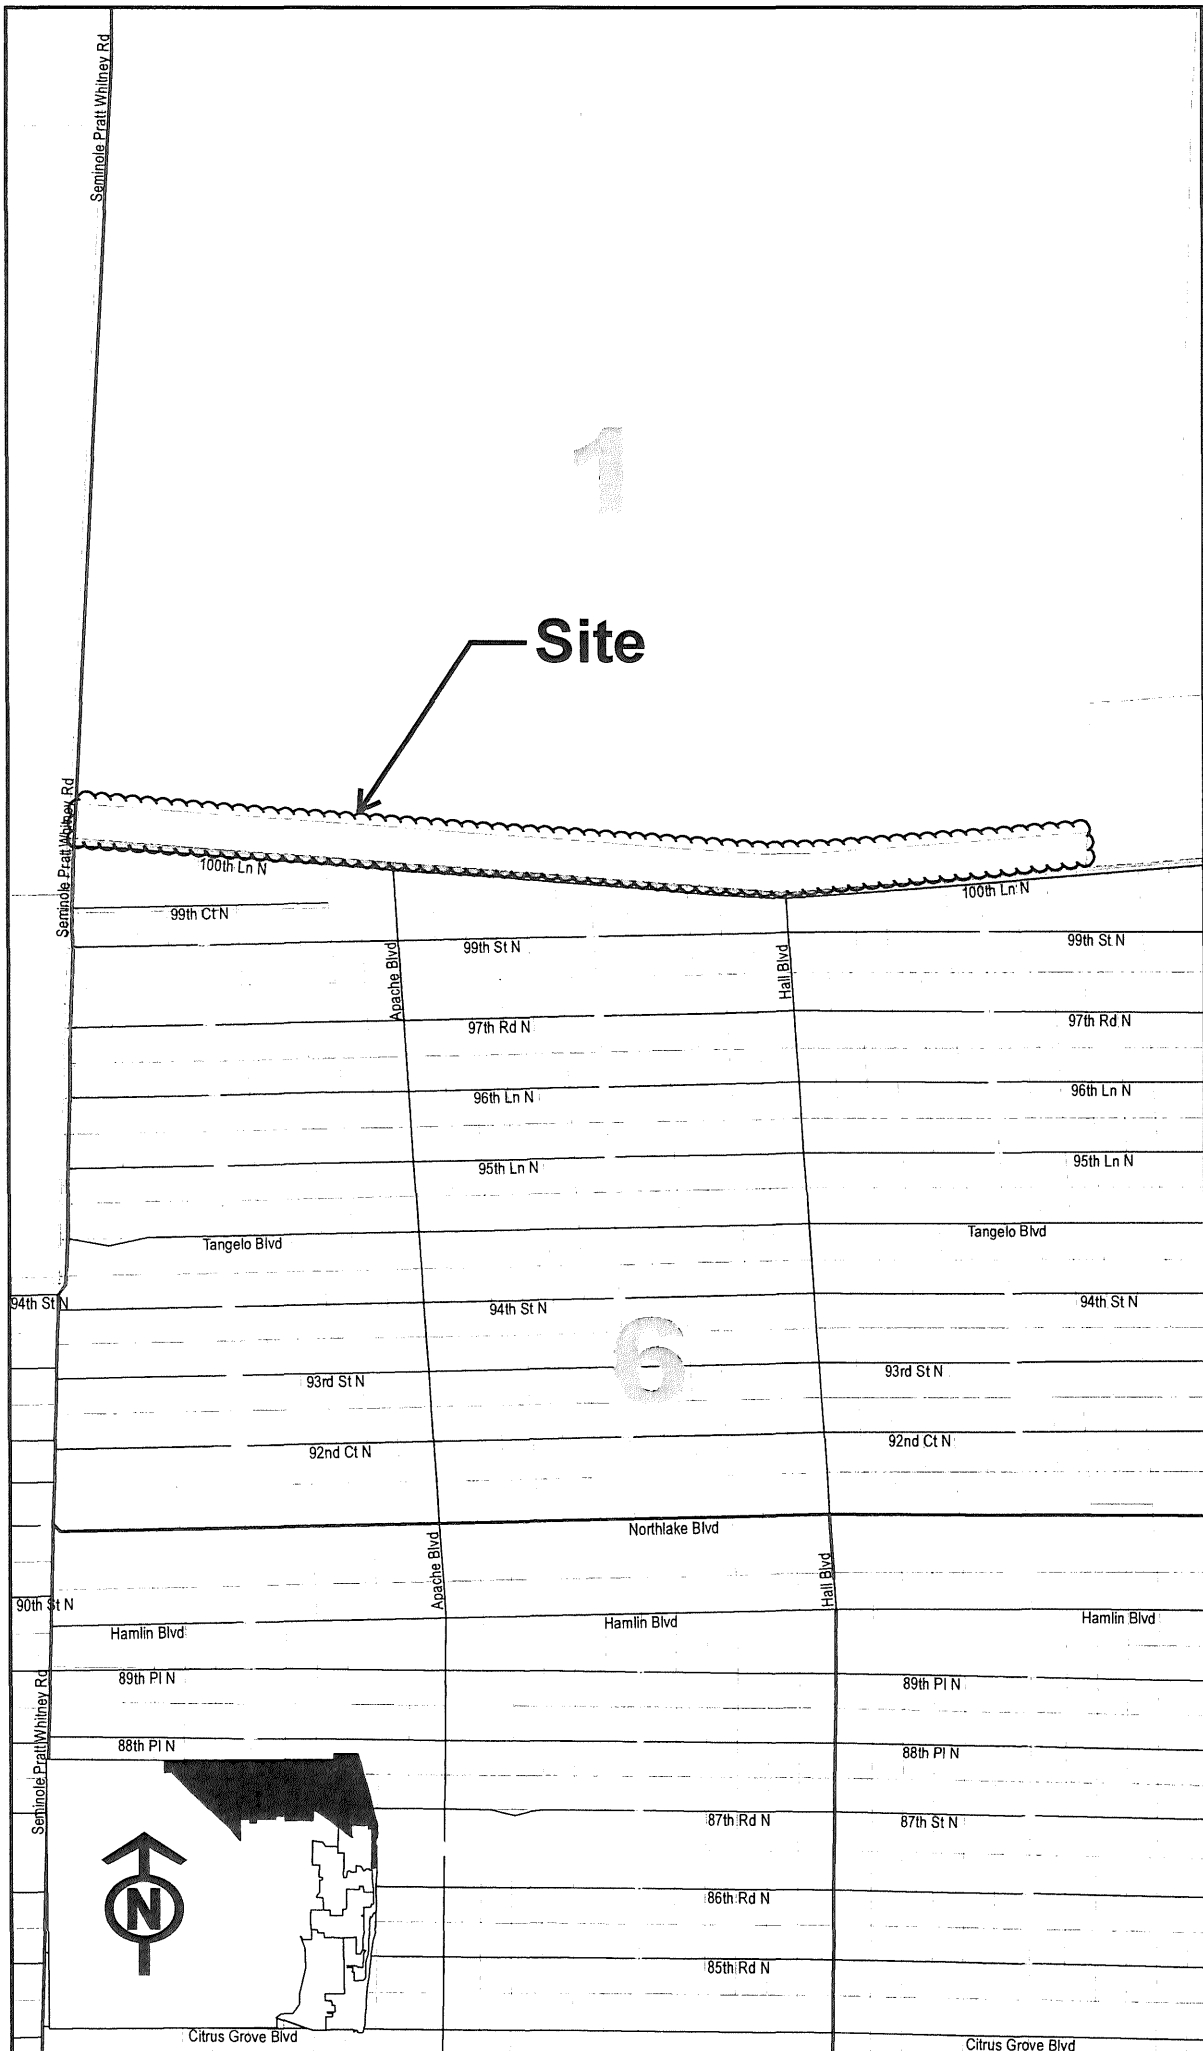 Seminole Pratt Whitney Rd
1
Site
Seminole Pratt Whitney Rd
100th Ln N
100th Ln N
99th Ct N
99th St N
99th St N
Apache Blvd
Hall Blvd
97th Rd N
97th Rd N
96th Ln N
96th Ln N
95th Ln N
95th Ln N
Tangelo Blvd
Tangelo Blvd
94th St N
94th St N
94th St N
6
93rd St N
93rd St N
92nd Ct N
92nd Ct N
Northlake Blvd
Apache Blvd
Hall Blvd
90th St N
Hamlin Blvd
Hamlin Blvd
Hamlin Blvd
89th Pl N
89th Pl N
Seminole Pratt Whitney Rd
88th Pl N
88th Pl N
87th Rd N
87th St N
N
86th Rd N
85th Rd N
Citrus Grove Blvd
Citrus Grove Blvd